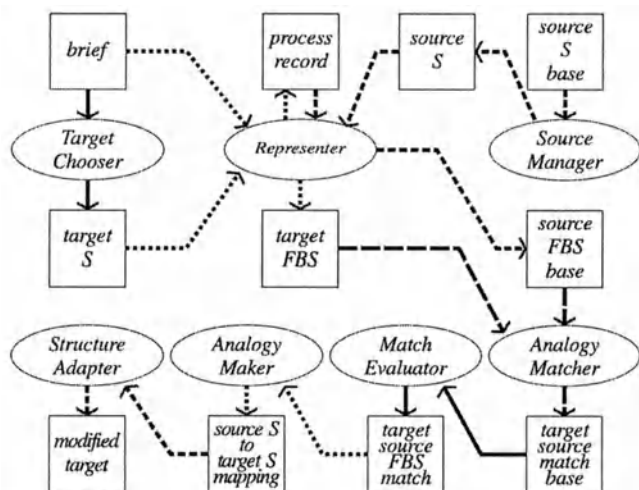 brief
process
record
source
S
source
S
base
Target
Chooser
Representer
Source
Manager
target
S
target
FBS
source
FBS
base
Structure
Adapter
Analogy
Maker
Match
Evaluator
Analogy
Matcher
modified
target
source S
to
target S
mapping
target
source
FBS
match
target
source
match
base